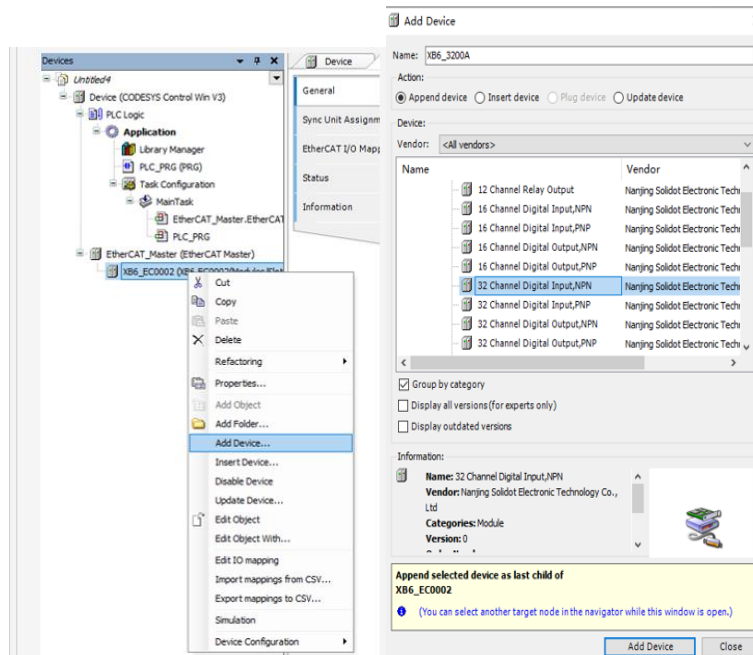 Devices
Untitled4
Device (CODESYS Control Win V3)
PLC Logic
Application
Library Manager
PLC_PRG (PRG)
Task Configuration
MainTask
EtherCAT_Master.EtherCAT
PLC_PRG
EtherCAT_Master (EtherCAT Master)
XB6_EC0002 (XB6_EC0002(Modules/Slot
Cut
Copy
Paste
Delete
Refactoring
Properties...
Add Object
Add Folder...
Add Device...
Insert Device...
Disable Device
Update Device...
Edit Object
Edit Object With...
Edit IO mapping
Import mappings from CSV...
Export mappings to CSV...
Simulation
Device Configuration
Device
General
Sync Unit Assignm
EtherCAT I/O Mapp
Status
Information
Add Device
Name: XB6_3200A
Action:
Append device Insert device Plug device Update device
Device:
Vendor: <All vendors>
Name Vendor
12 Channel Relay Output Nanjing Solidot Electronic Techn
16 Channel Digital Input,NPN Nanjing Solidot Electronic Techn
16 Channel Digital Input,PNP Nanjing Solidot Electronic Techn
16 Channel Digital Output,NPN Nanjing Solidot Electronic Techn
16 Channel Digital Output,PNP Nanjing Solidot Electronic Techn
32 Channel Digital Input,NPN Nanjing Solidot Electronic Techn
32 Channel Digital Input,PNP Nanjing Solidot Electronic Techn
32 Channel Digital Output,NPN Nanjing Solidot Electronic Techn
32 Channel Digital Output,PNP Nanjing Solidot Electronic Techn
Group by category
Display all versions (for experts only)
Display outdated versions
Information:
Name: 32 Channel Digital Input,NPN
Vendor: Nanjing Solidot Electronic Technology Co.,
Ltd
Categories: Module
Version: 0
Append selected device as last child of
XB6_EC0002
(You can select another target node in the navigator while this window is open.)
Add Device Close